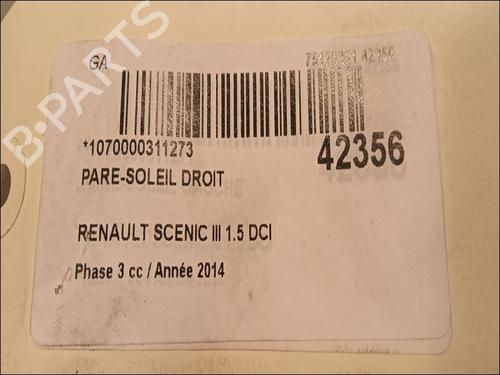 GA
*1070000311273
42356
PARE-SOLEIL DROIT
RENAULT SCENIC III 1.5 DCI
Phase 3 cc / Année 2014
B-PARTS